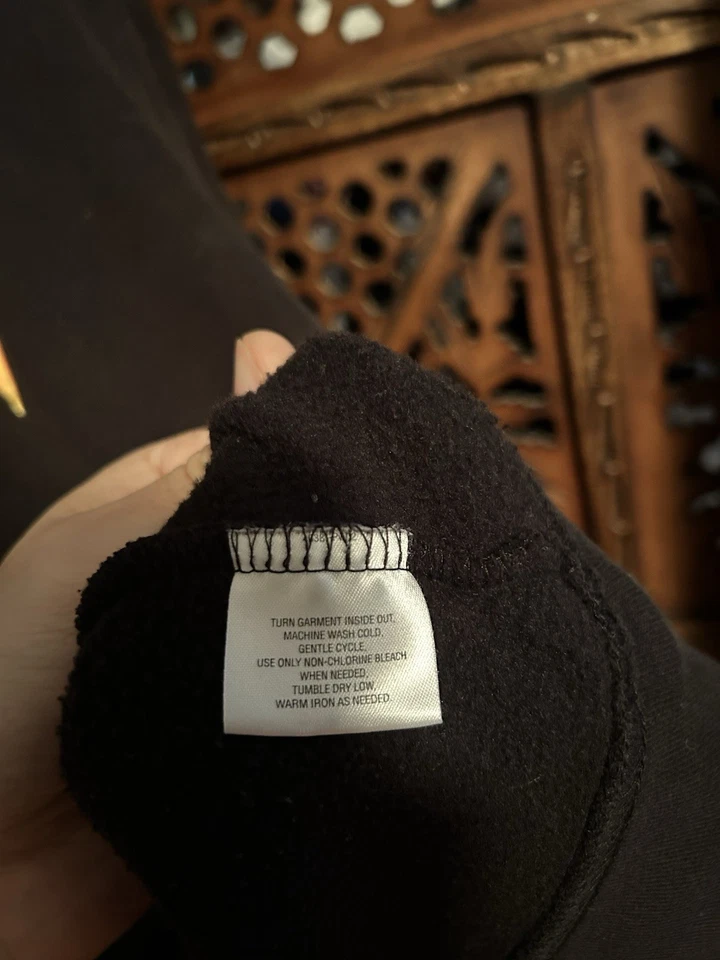 TURN GARMENT INSIDE OUT,
MACHINE WASH COLD,
GENTLE CYCLE,
USE ONLY NON-CHLORINE BLEACH
WHEN NEEDED,
TUMBLE DRY LOW,
WARM IRON AS NEEDED.